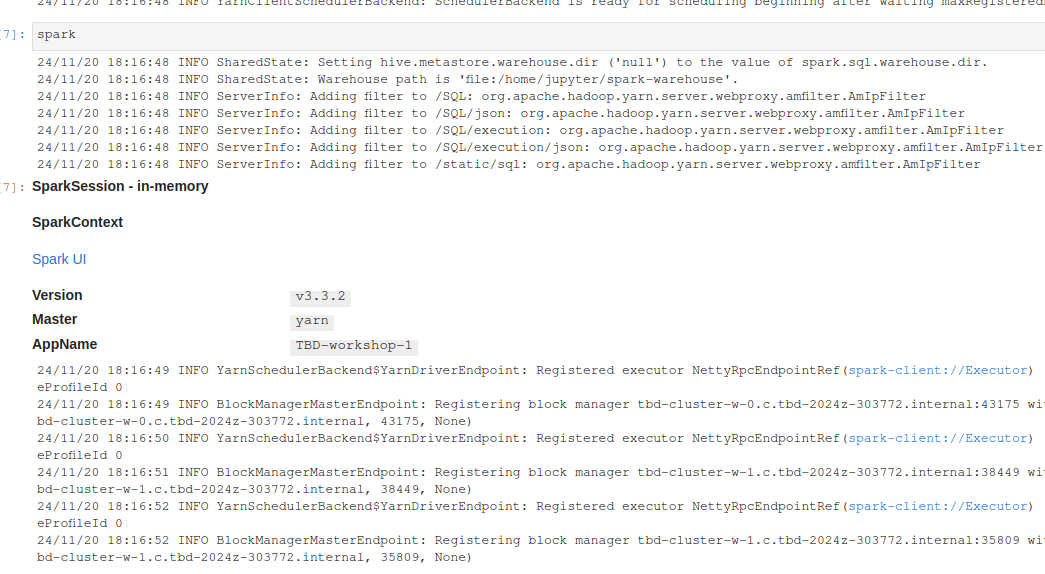 24/11/20 18:16:48 INFO YarnClientSchedulerBackend: SchedulerBackend is ready for scheduling beginning after waiting maxRegistered
[7]: spark
24/11/20 18:16:48 INFO SharedState: Setting hive.metastore.warehouse.dir ('null') to the value of spark.sql.warehouse.dir.
24/11/20 18:16:48 INFO SharedState: Warehouse path is 'file:/home/jupyter/spark-warehouse'.
24/11/20 18:16:48 INFO ServerInfo: Adding filter to /SQL: org.apache.hadoop.yarn.server.webproxy.amfilter.AmIpFilter
24/11/20 18:16:48 INFO ServerInfo: Adding filter to /SQL/json: org.apache.hadoop.yarn.server.webproxy.amfilter.AmIpFilter
24/11/20 18:16:48 INFO ServerInfo: Adding filter to /SQL/execution: org.apache.hadoop.yarn.server.webproxy.amfilter.AmIpFilter
24/11/20 18:16:48 INFO ServerInfo: Adding filter to /SQL/execution/json: org.apache.hadoop.yarn.server.webproxy.amfilter.AmIpFilter
24/11/20 18:16:48 INFO ServerInfo: Adding filter to /static/sql: org.apache.hadoop.yarn.server.webproxy.amfilter.AmIpFilter
[7]: SparkSession - in-memory
SparkContext
Spark UI
Version v3.3.2
Master yarn
AppName TBD-workshop-1
24/11/20 18:16:49 INFO YarnSchedulerBackend$YarnDriverEndpoint: Registered executor NettyRpcEndpointRef(spark-client://Executor)
eProfileId 0
24/11/20 18:16:49 INFO BlockManagerMasterEndpoint: Registering block manager tbd-cluster-w-0.c.tbd-2024z-303772.internal:43175 wi
bd-cluster-w-0.c.tbd-2024z-303772.internal, 43175, None)
24/11/20 18:16:50 INFO YarnSchedulerBackend$YarnDriverEndpoint: Registered executor NettyRpcEndpointRef(spark-client://Executor)
eProfileId 0
24/11/20 18:16:51 INFO BlockManagerMasterEndpoint: Registering block manager tbd-cluster-w-1.c.tbd-2024z-303772.internal:38449 wi
bd-cluster-w-1.c.tbd-2024z-303772.internal, 38449, None)
24/11/20 18:16:52 INFO YarnSchedulerBackend$YarnDriverEndpoint: Registered executor NettyRpcEndpointRef(spark-client://Executor)
eProfileId 0
24/11/20 18:16:52 INFO BlockManagerMasterEndpoint: Registering block manager tbd-cluster-w-1.c.tbd-2024z-303772.internal:35809 wi
bd-cluster-w-1.c.tbd-2024z-303772.internal, 35809, None)